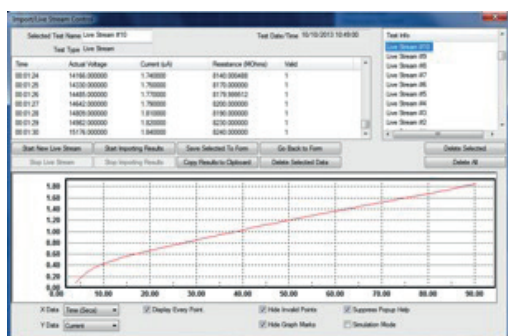 Import/Live Stream Control
Selected Test Name Live Stream #10 Test Date/Time 10/10/2013 10:49:00 Test Info
Test Type Live Stream
Live Stream #10
Live Stream #9
Live Stream #8
Live Stream #7
Live Stream #6
Live Stream #5
Live Stream #4
Live Stream #3
Live Stream #2
Time Actual Voltage Current (uA) Resistance (MOhms) Valid
00:01:24 14166.000000 1.740000 8140.000488 1
00:01:25 14330.000000 1.750000 8170.000000 1
00:01:26 14485.000000 1.770000 8179.999512 1
00:01:27 14642.000000 1.790000 8200.000000 1
00:01:28 14805.000000 1.810000 8190.000000 1
00:01:29 14982.000000 1.820000 8230.000000 1
00:01:30 15176.000000 1.840000 8240.000000 1
Start New Live Stream Start Importing Results Save Selected To Form Go Back to Form Delete Selected
Stop Live Stream Stop Importing Results Copy Results to Clipboard Delete Selected Data Delete All
1.80
1.60
1.40
1.20
1.00
0.80
0.60
0.40
0.20
0.00
0.00 10.00 20.00 30.00 40.00 50.00 60.00 70.00 80.00 90.00
X Data Time (Secs) Display Every Point Hide Invalid Points Suppress Popup Help
Y Data Current Hide Graph Marks Simulation Mode